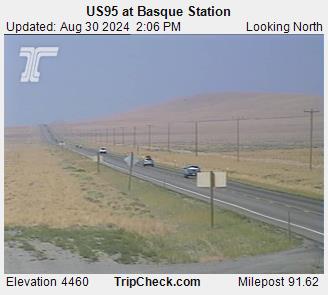 US95 at Basque Station
Updated: Aug 30 2024 2:06 PM Looking North
Elevation 4460 TripCheck.com Milepost 91.62